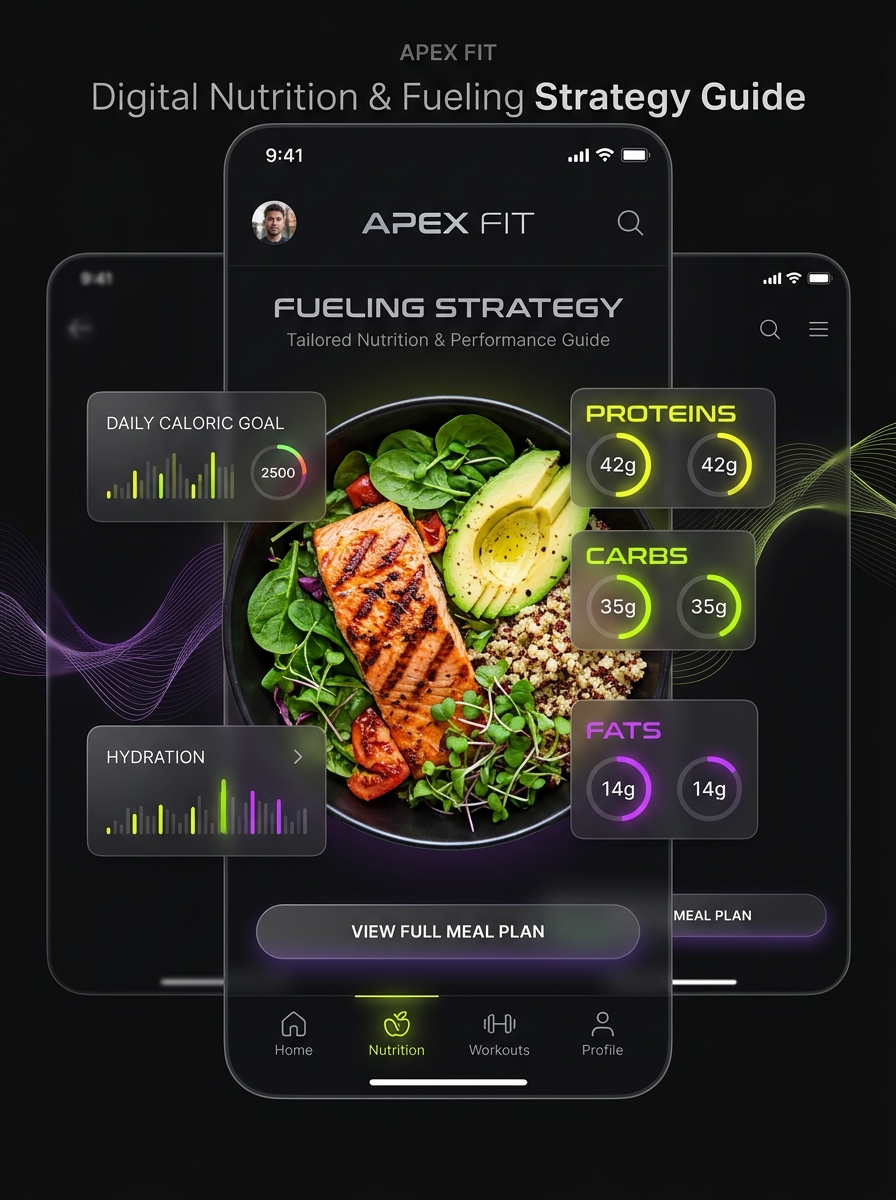 APEX FIT
Digital Nutrition & Fueling Strategy Guide
9:41
APEX FIT
9:41
FUELING STRATEGY
Tailored Nutrition & Performance Guide
DAILY CALORIC GOAL
2500
PROTEINS
42g 42g
CARBS
35g 35g
HYDRATION
FATS
14g 14g
VIEW FULL MEAL PLAN
MEAL PLAN
Home Nutrition Workouts Profile